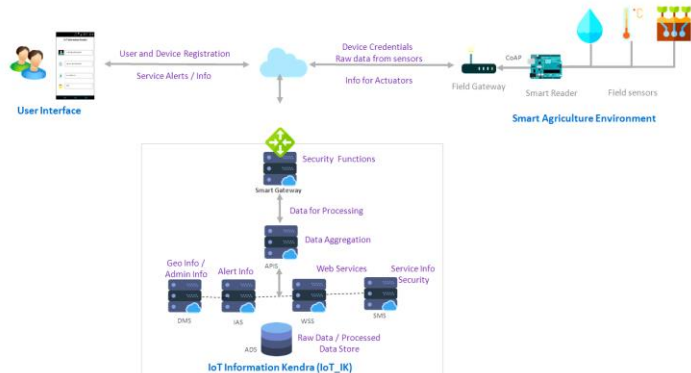 User and Device Registration
Service Alerts / Info
User Interface
Device Credentials
Raw data from sensors
Info for Actuators
CoAP
°C
Field Gateway
Smart Reader
Field sensors
Smart Agriculture Environment
Security Functions
Smart Gateway
Data for Processing
Data Aggregation
APIS
Geo Info /
Admin Info
Alert Info
Web Services
Service Info
Security
DMS
IAS
WSS
SMS
ADS
Raw Data / Processed
Data Store
IoT Information Kendra (IoT_IK)